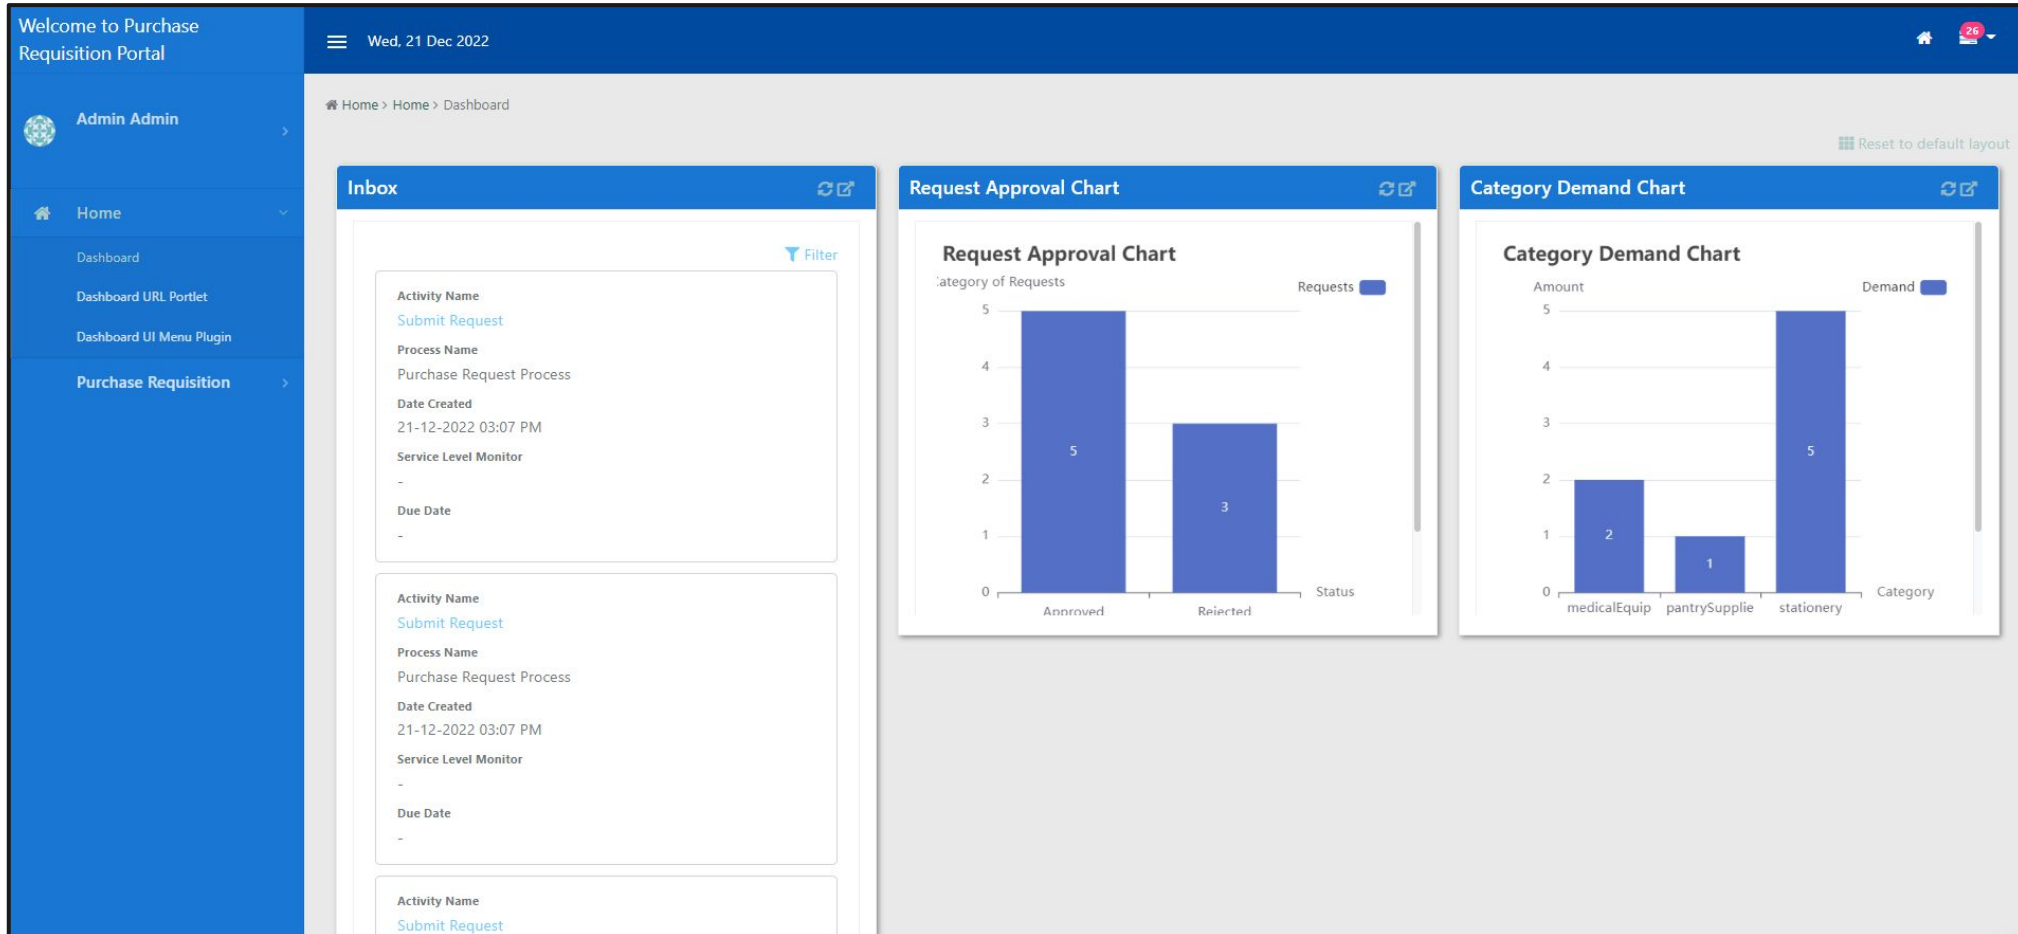 Welcome to Purchase
Requisition Portal
Wed, 21 Dec 2022
26
Admin Admin
Home
Dashboard
Dashboard URL Portlet
Dashboard UI Menu Plugin
Purchase Requisition
Home > Home > Dashboard
Reset to default layout
Inbox
Filter
Activity Name
Submit Request
Process Name
Purchase Request Process
Date Created
21-12-2022 03:07 PM
Service Level Monitor
-
Due Date
-
Activity Name
Submit Request
Process Name
Purchase Request Process
Date Created
21-12-2022 03:07 PM
Service Level Monitor
-
Due Date
-
Activity Name
Submit Request
Request Approval Chart
Request Approval Chart
ategory of Requests
Requests
5
4
3
2
1
0
5
3
Status
Approved
Rejected
Category Demand Chart
Category Demand Chart
Amount
Demand
5
4
3
2
1
0
2
1
5
Category
medicalEquip
pantrySupplie
stationery